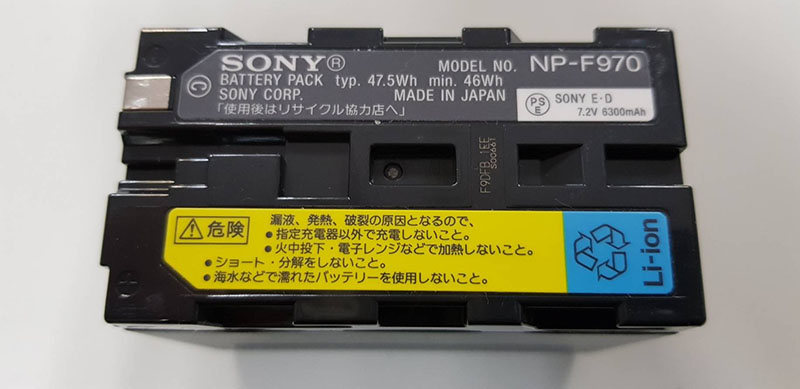 SONY®
MODEL NO. NP-F970
BATTERY PACK typ. 47.5Wh min. 46Wh
SONY CORP. MADE IN JAPAN
「使用後はリサイクル協力店へ」
C
PS
E
SONY E·D
7.2V 6300mAh
F9DFB 1EE
S00661
危険
漏液、発熱、破裂の原因となるので、
●指定充電器以外で充電しないこと。
●火中投下・電子レンジなどで加熱しないこと。
●ショート・分解をしないこと。
●海水などで濡れたバッテリーを使用しないこと。
Li-ion